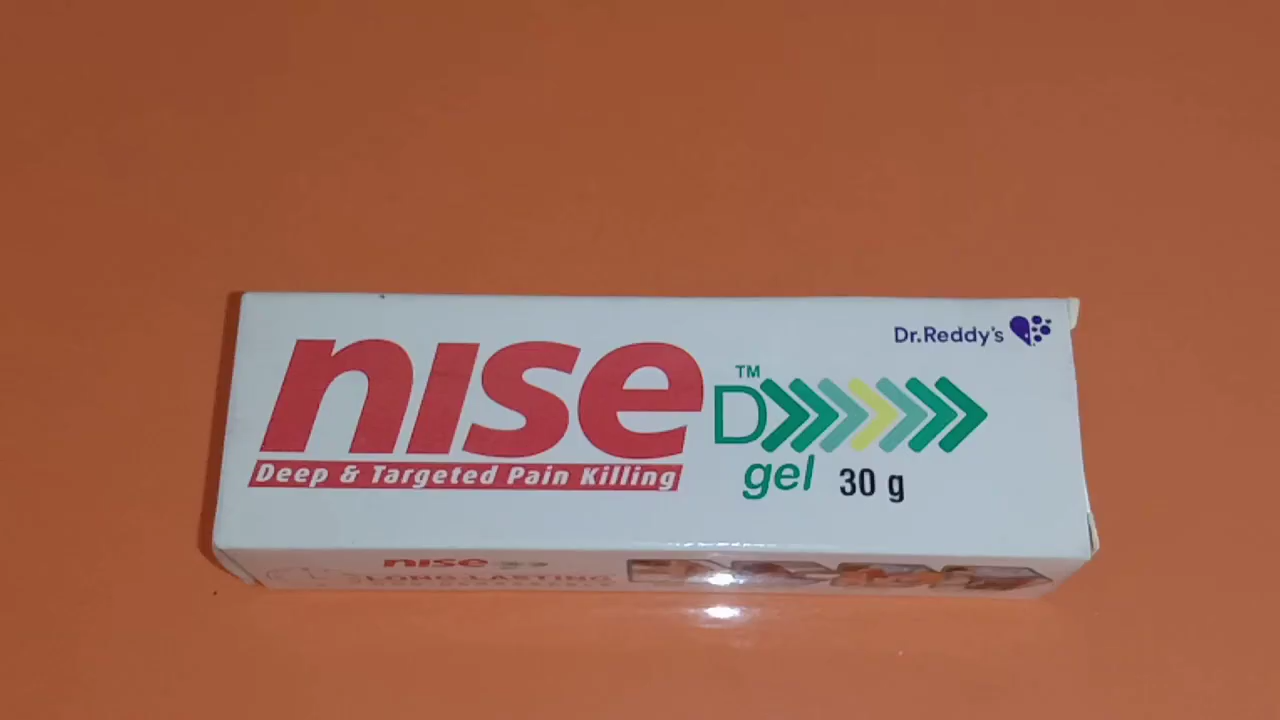 Dr.Reddy's
nise
Deep & Targeted Pain Killing
D TM
gel 30 g
nise
LONG LASTING